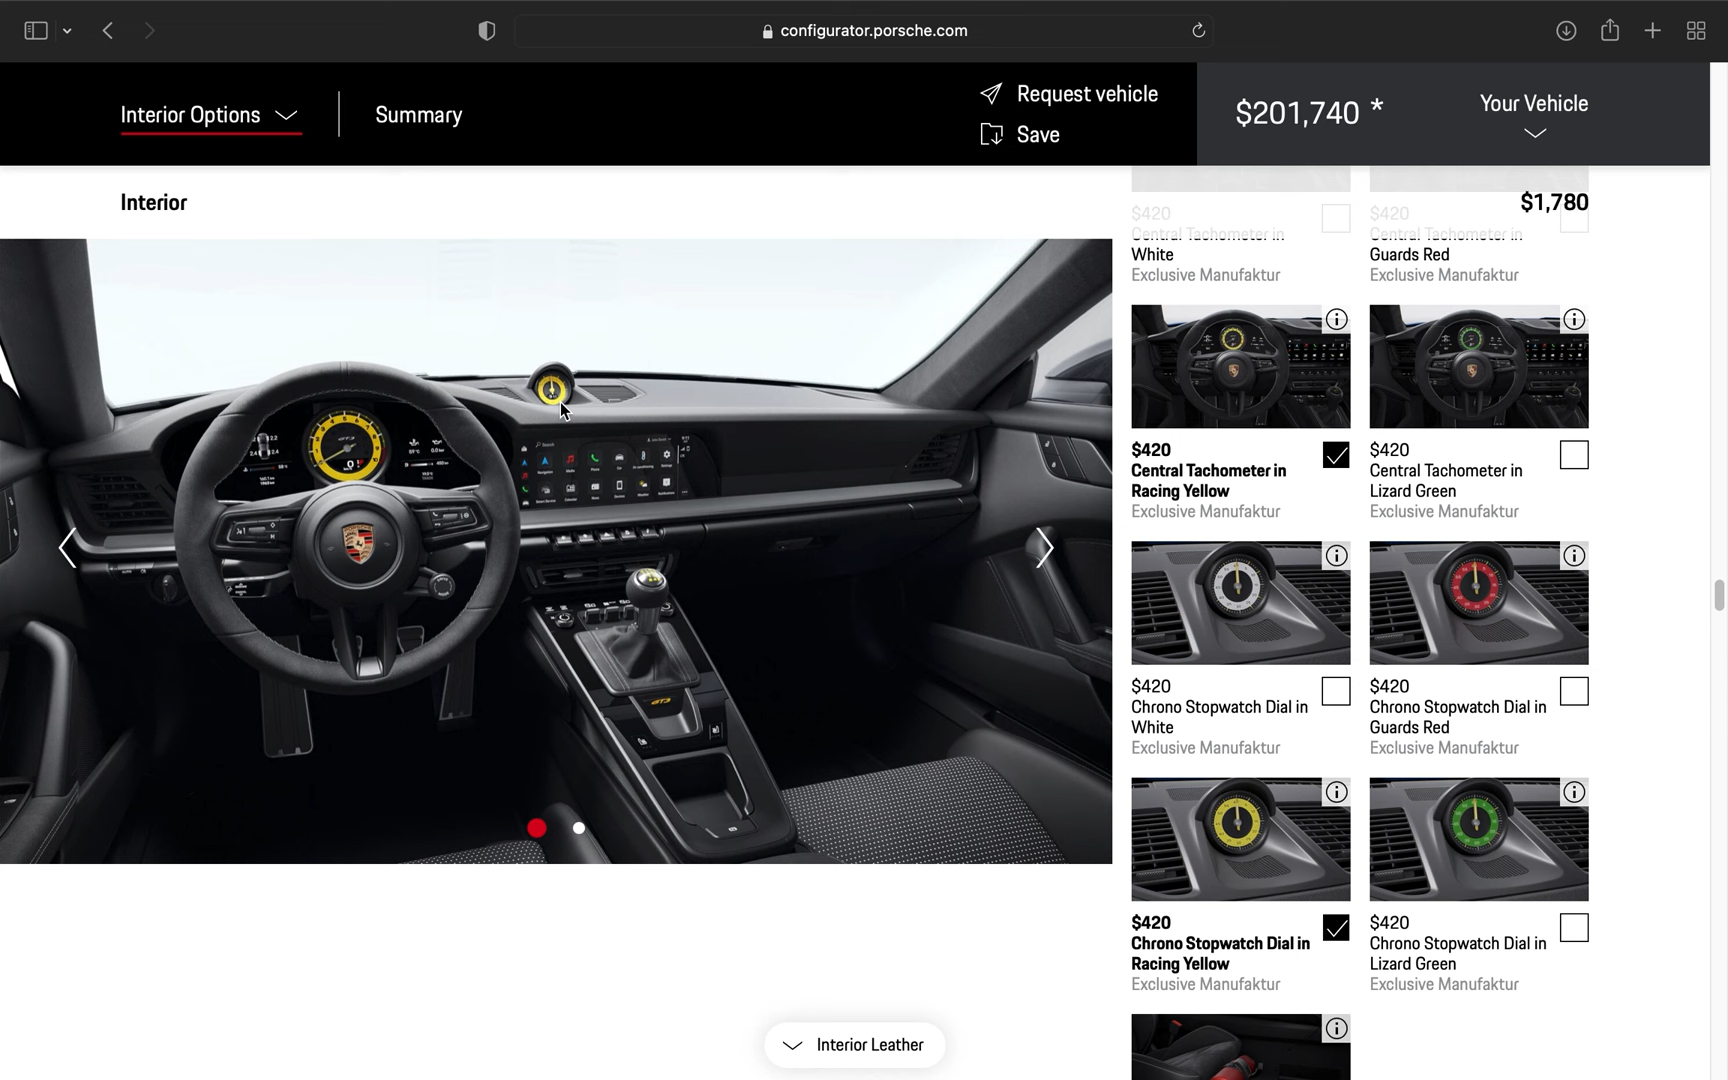 configurator.porsche.com
Interior Options
Summary
Request vehicle
Save
$201,740 *
Your Vehicle
Interior
$1,780
$420
Central Tachometer in
White
Exclusive Manufaktur
$420
Central Tachometer in
Guards Red
Exclusive Manufaktur
$420
Central Tachometer in
Racing Yellow
Exclusive Manufaktur
$420
Central Tachometer in
Lizard Green
Exclusive Manufaktur
$420
Chrono Stopwatch Dial in
White
Exclusive Manufaktur
$420
Chrono Stopwatch Dial in
Guards Red
Exclusive Manufaktur
$420
Chrono Stopwatch Dial in
Racing Yellow
Exclusive Manufaktur
$420
Chrono Stopwatch Dial in
Lizard Green
Exclusive Manufaktur
GT3
Interior Leather